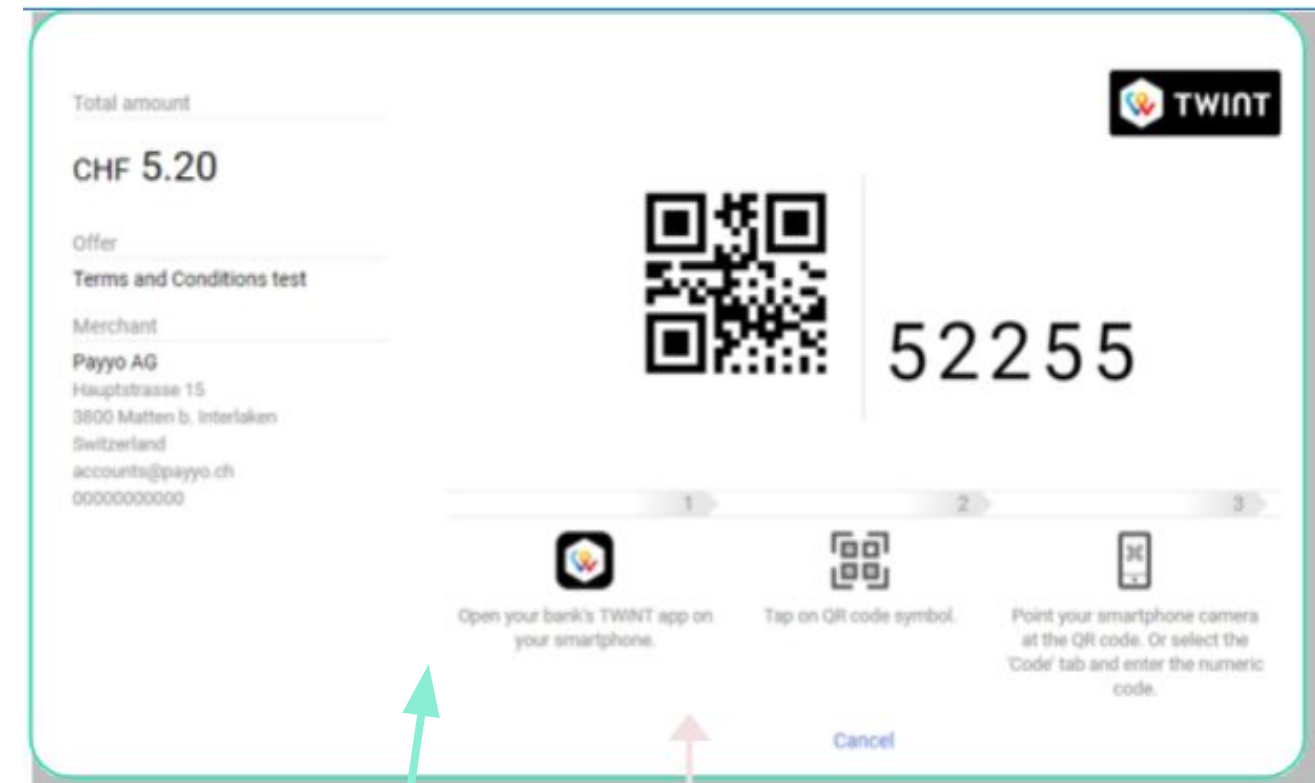 Total amount
CHF 5.20
Offer
Terms and Conditions test
Merchant
Payyo AG
Hauptstrasse 15
3800 Matten b. Interlaken
Switzerland
accounts@payyo.ch
00000000000
TWINT
52255
1
2
3
Open your bank's TWINT app on
your smartphone.
Tap on QR code symbol.
Point your smartphone camera
at the QR code. Or select the
'Code' tab and enter the numeric
code.
Cancel